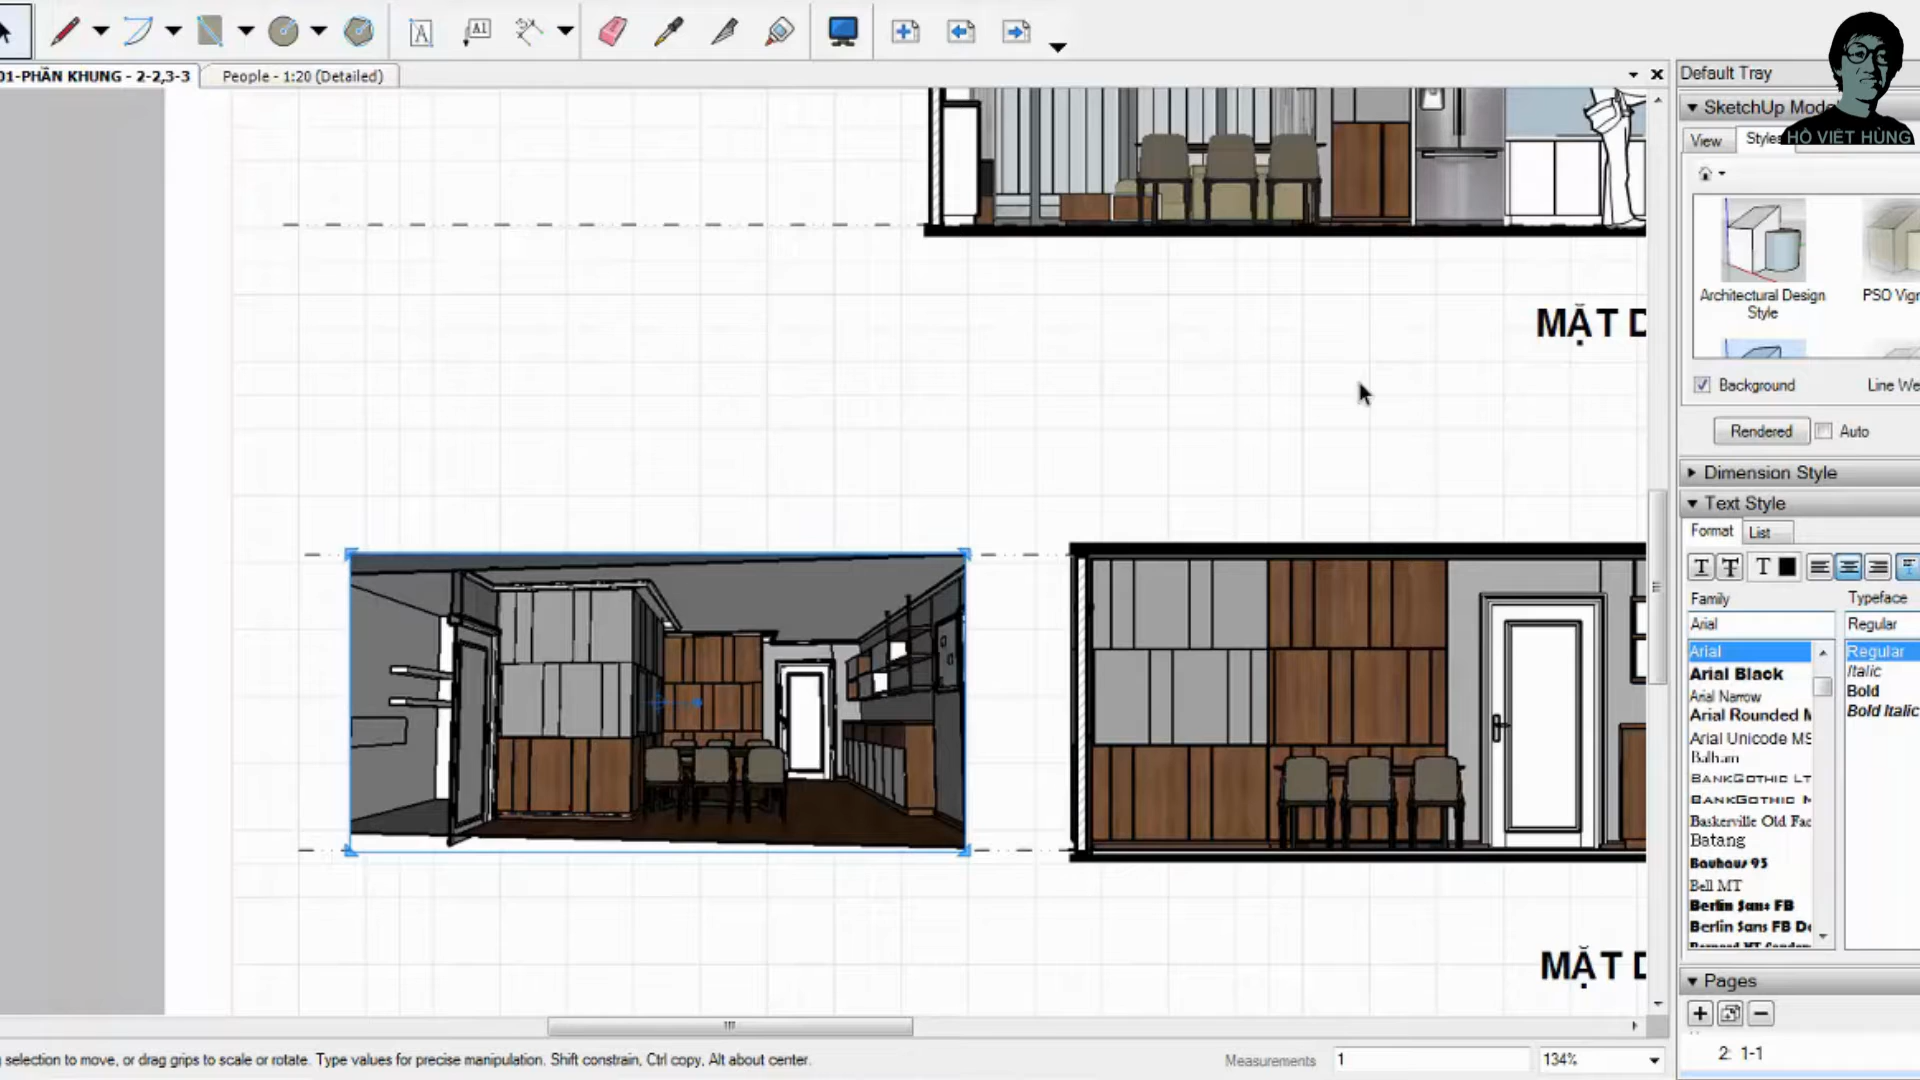 A1
01-PHẦN KHUNG - 2-2,3-3
People - 1:20 (Detailed)
Default Tray
SketchUp Mode
HỒ VIẾT HÙNG
View
Styles
Architectural Design
Style
PSO Vigr
Background
Line We
Rendered
Auto
Dimension Style
Text Style
Format
List
Family
Typeface
Arial
Regular
Arial
Arial Black
Arial Narrow
Arial Rounded M
Arial Unicode MS
Balham
BankGothic LT
BankGothic M
Baskerville Old Fac
Batang
Bauhaus 93
Bell MT
Berlin Sans FB
Berlin Sans FB De
Regular
Italic
Bold
Bold Italic
Pages
2: 1-1
MẶT D
MẶT D
selection to move, or drag grips to scale or rotate. Type values for precise manipulation. Shift constrain, Ctrl copy, Alt about center.
Measurements
1
134%